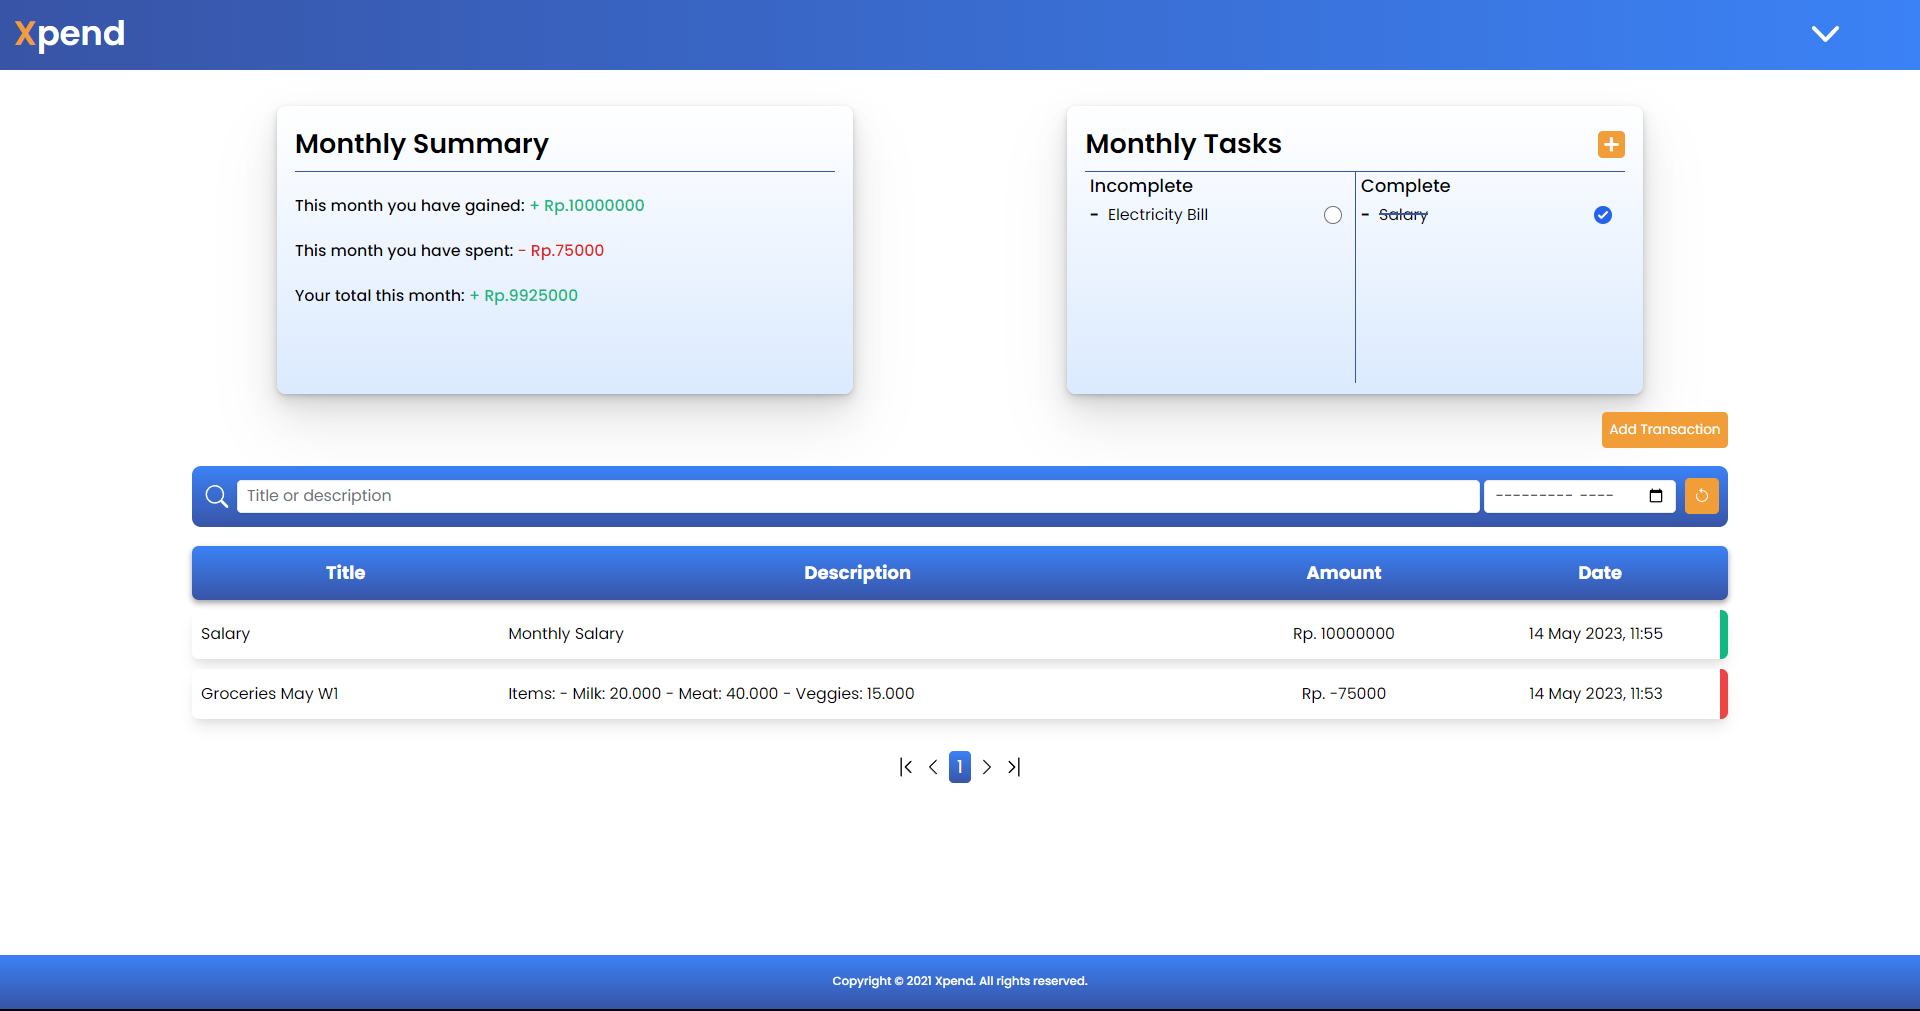 Xpend
Monthly Summary
This month you have gained: + Rp.10000000
This month you have spent: - Rp.75000
Your total this month: + Rp.9925000
Monthly Tasks
Incomplete
- Electricity Bill
Complete
- Salary
Add Transaction
Title or description
--------- ----
Title Description Amount Date
Salary Monthly Salary Rp. 10000000 14 May 2023, 11:55
Groceries May W1 Items: - Milk: 20.000 - Meat: 40.000 - Veggies: 15.000 Rp. -75000 14 May 2023, 11:53
1
Copyright © 2021 Xpend. All rights reserved.